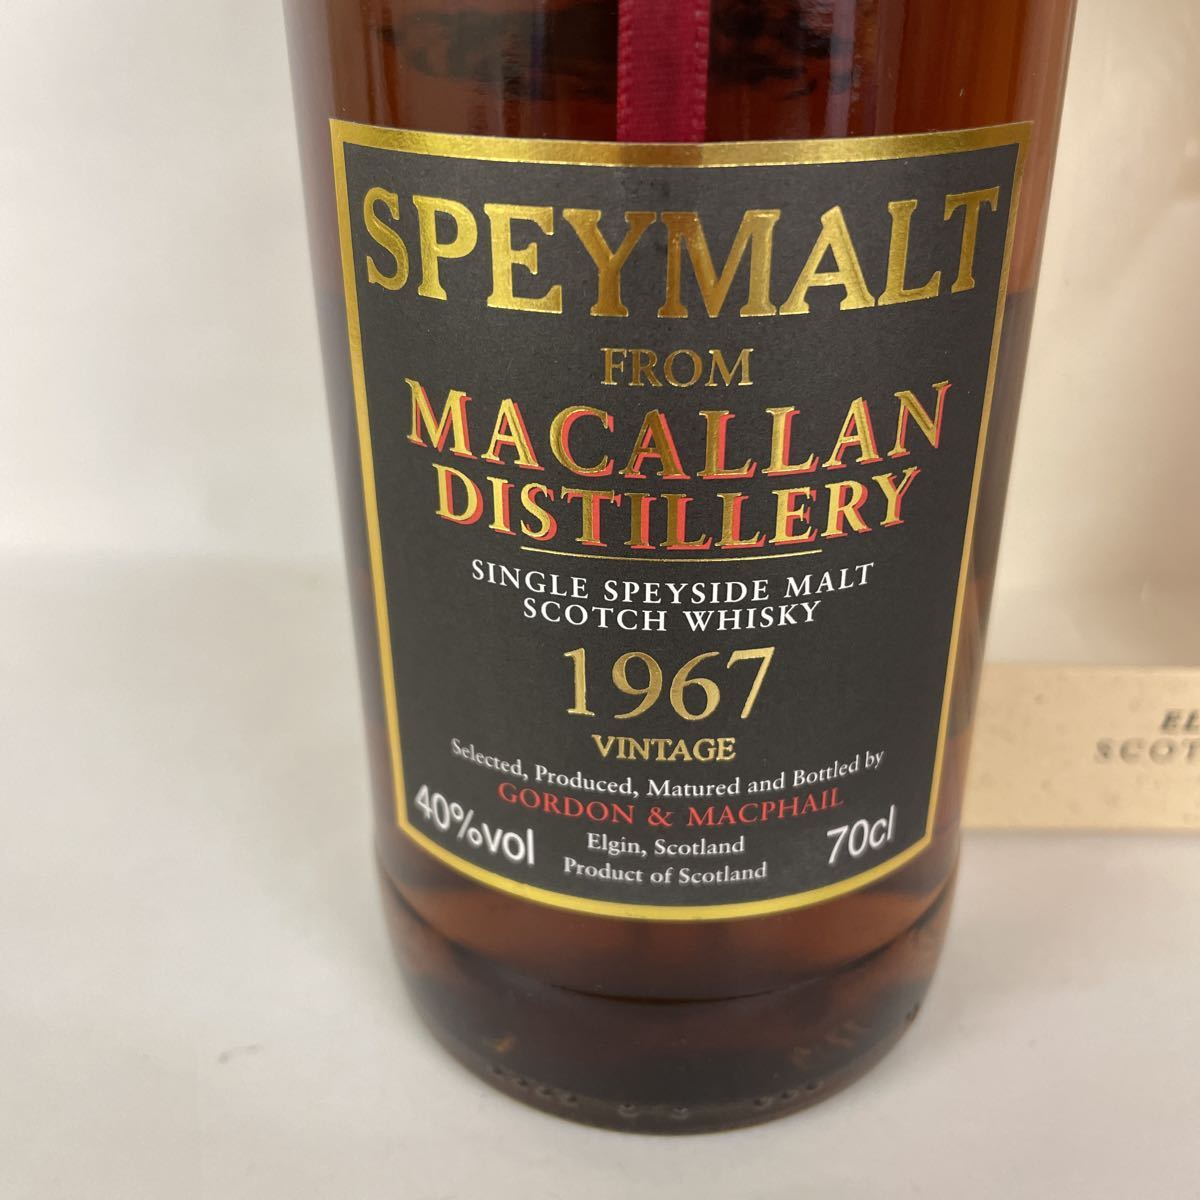 SPEYMALT
FROM
MACALLAN
DISTILLERY
SINGLE SPEYSIDE MALT
SCOTCH WHISKY
1967
VINTAGE
Selected, Produced, Matured and Bottled by
GORDON & MACPHAIL
40%vol
Elgin, Scotland
70cl
Product of Scotland